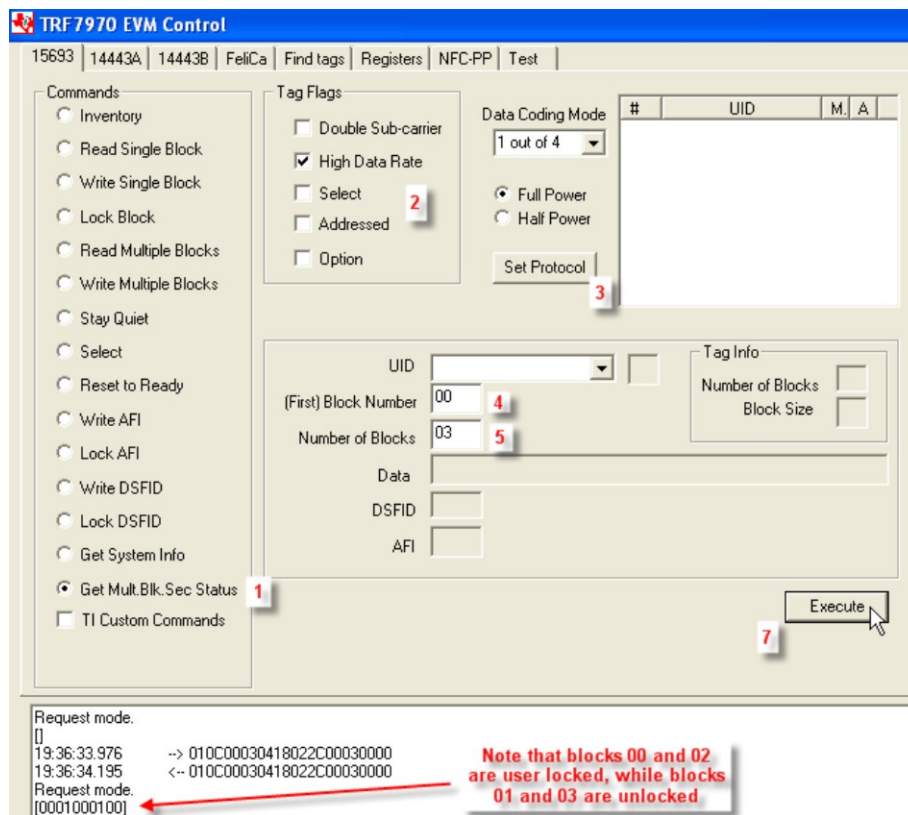 TRF7970 EVM Control
15693 14443A 14443B FeliCa Find tags Registers NFC-PP Test
Commands
Inventory
Read Single Block
Write Single Block
Lock Block
Read Multiple Blocks
Write Multiple Blocks
Stay Quiet
Select
Reset to Ready
Write AFI
Lock AFI
Write DSFID
Lock DSFID
Get System Info
Get Mult.Blk.Sec Status 1
TI Custom Commands
Tag Flags
Double Sub-carrier
High Data Rate
Select
2
Addressed
Option
Data Coding Mode
1 out of 4
Full Power
Half Power
Set Protocol
3
# UID M. A
UID
(First) Block Number 00 4
Number of Blocks 03 5
Data
DSFID
AFI
Tag Info
Number of Blocks
Block Size
Execute
7
Request mode.
[]
19:36:33.976 --> 010C00030418022C00030000
19:36:34.195 <-- 010C00030418022C00030000
Request mode.
[0001000100]
Note that blocks 00 and 02
are user locked, while blocks
01 and 03 are unlocked